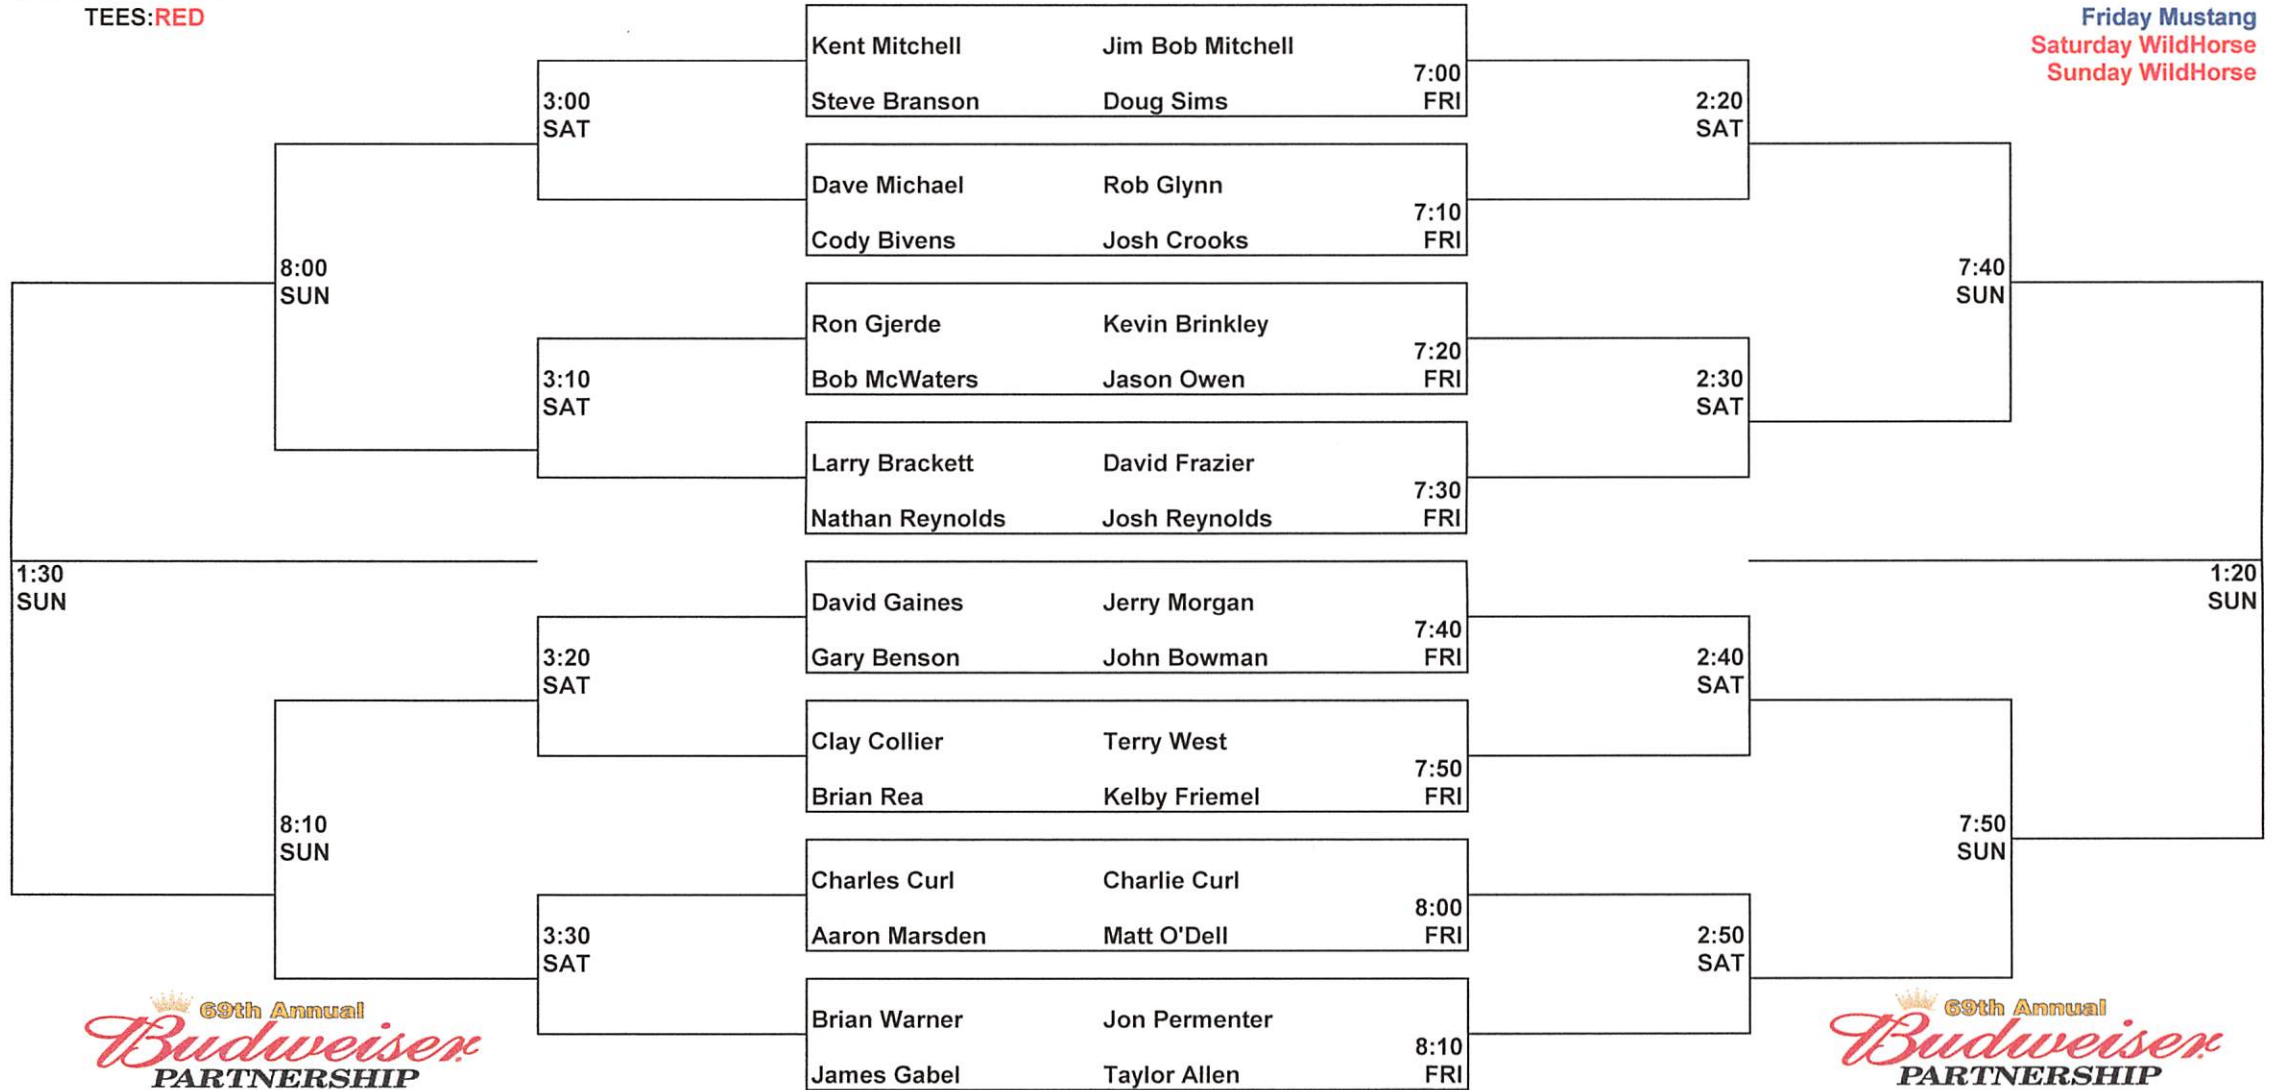 TEES:RED
Friday Mustang
Saturday WildHorse
Sunday WildHorse
Kent Mitchell Jim Bob Mitchell
7:00
Steve Branson Doug Sims FRI
3:00
SAT
2:20
SAT
Dave Michael Rob Glynn
7:10
Cody Bivens Josh Crooks FRI
8:00
SUN
7:40
SUN
Ron Gjerde Kevin Brinkley
7:20
Bob McWaters Jason Owen FRI
3:10
SAT
2:30
SAT
Larry Brackett David Frazier
7:30
Nathan Reynolds Josh Reynolds FRI
1:30
SUN
1:20
SUN
David Gaines Jerry Morgan
7:40
Gary Benson John Bowman FRI
3:20
SAT
2:40
SAT
Clay Collier Terry West
7:50
Brian Rea Kelby Friemel FRI
8:10
SUN
7:50
SUN
Charles Curl Charlie Curl
8:00
Aaron Marsden Matt O'Dell FRI
3:30
SAT
2:50
SAT
Brian Warner Jon Permenter
8:10
James Gabel Taylor Allen FRI
69th Annual
Budweiser
PARTNERSHIP
69th Annual
Budweiser
PARTNERSHIP